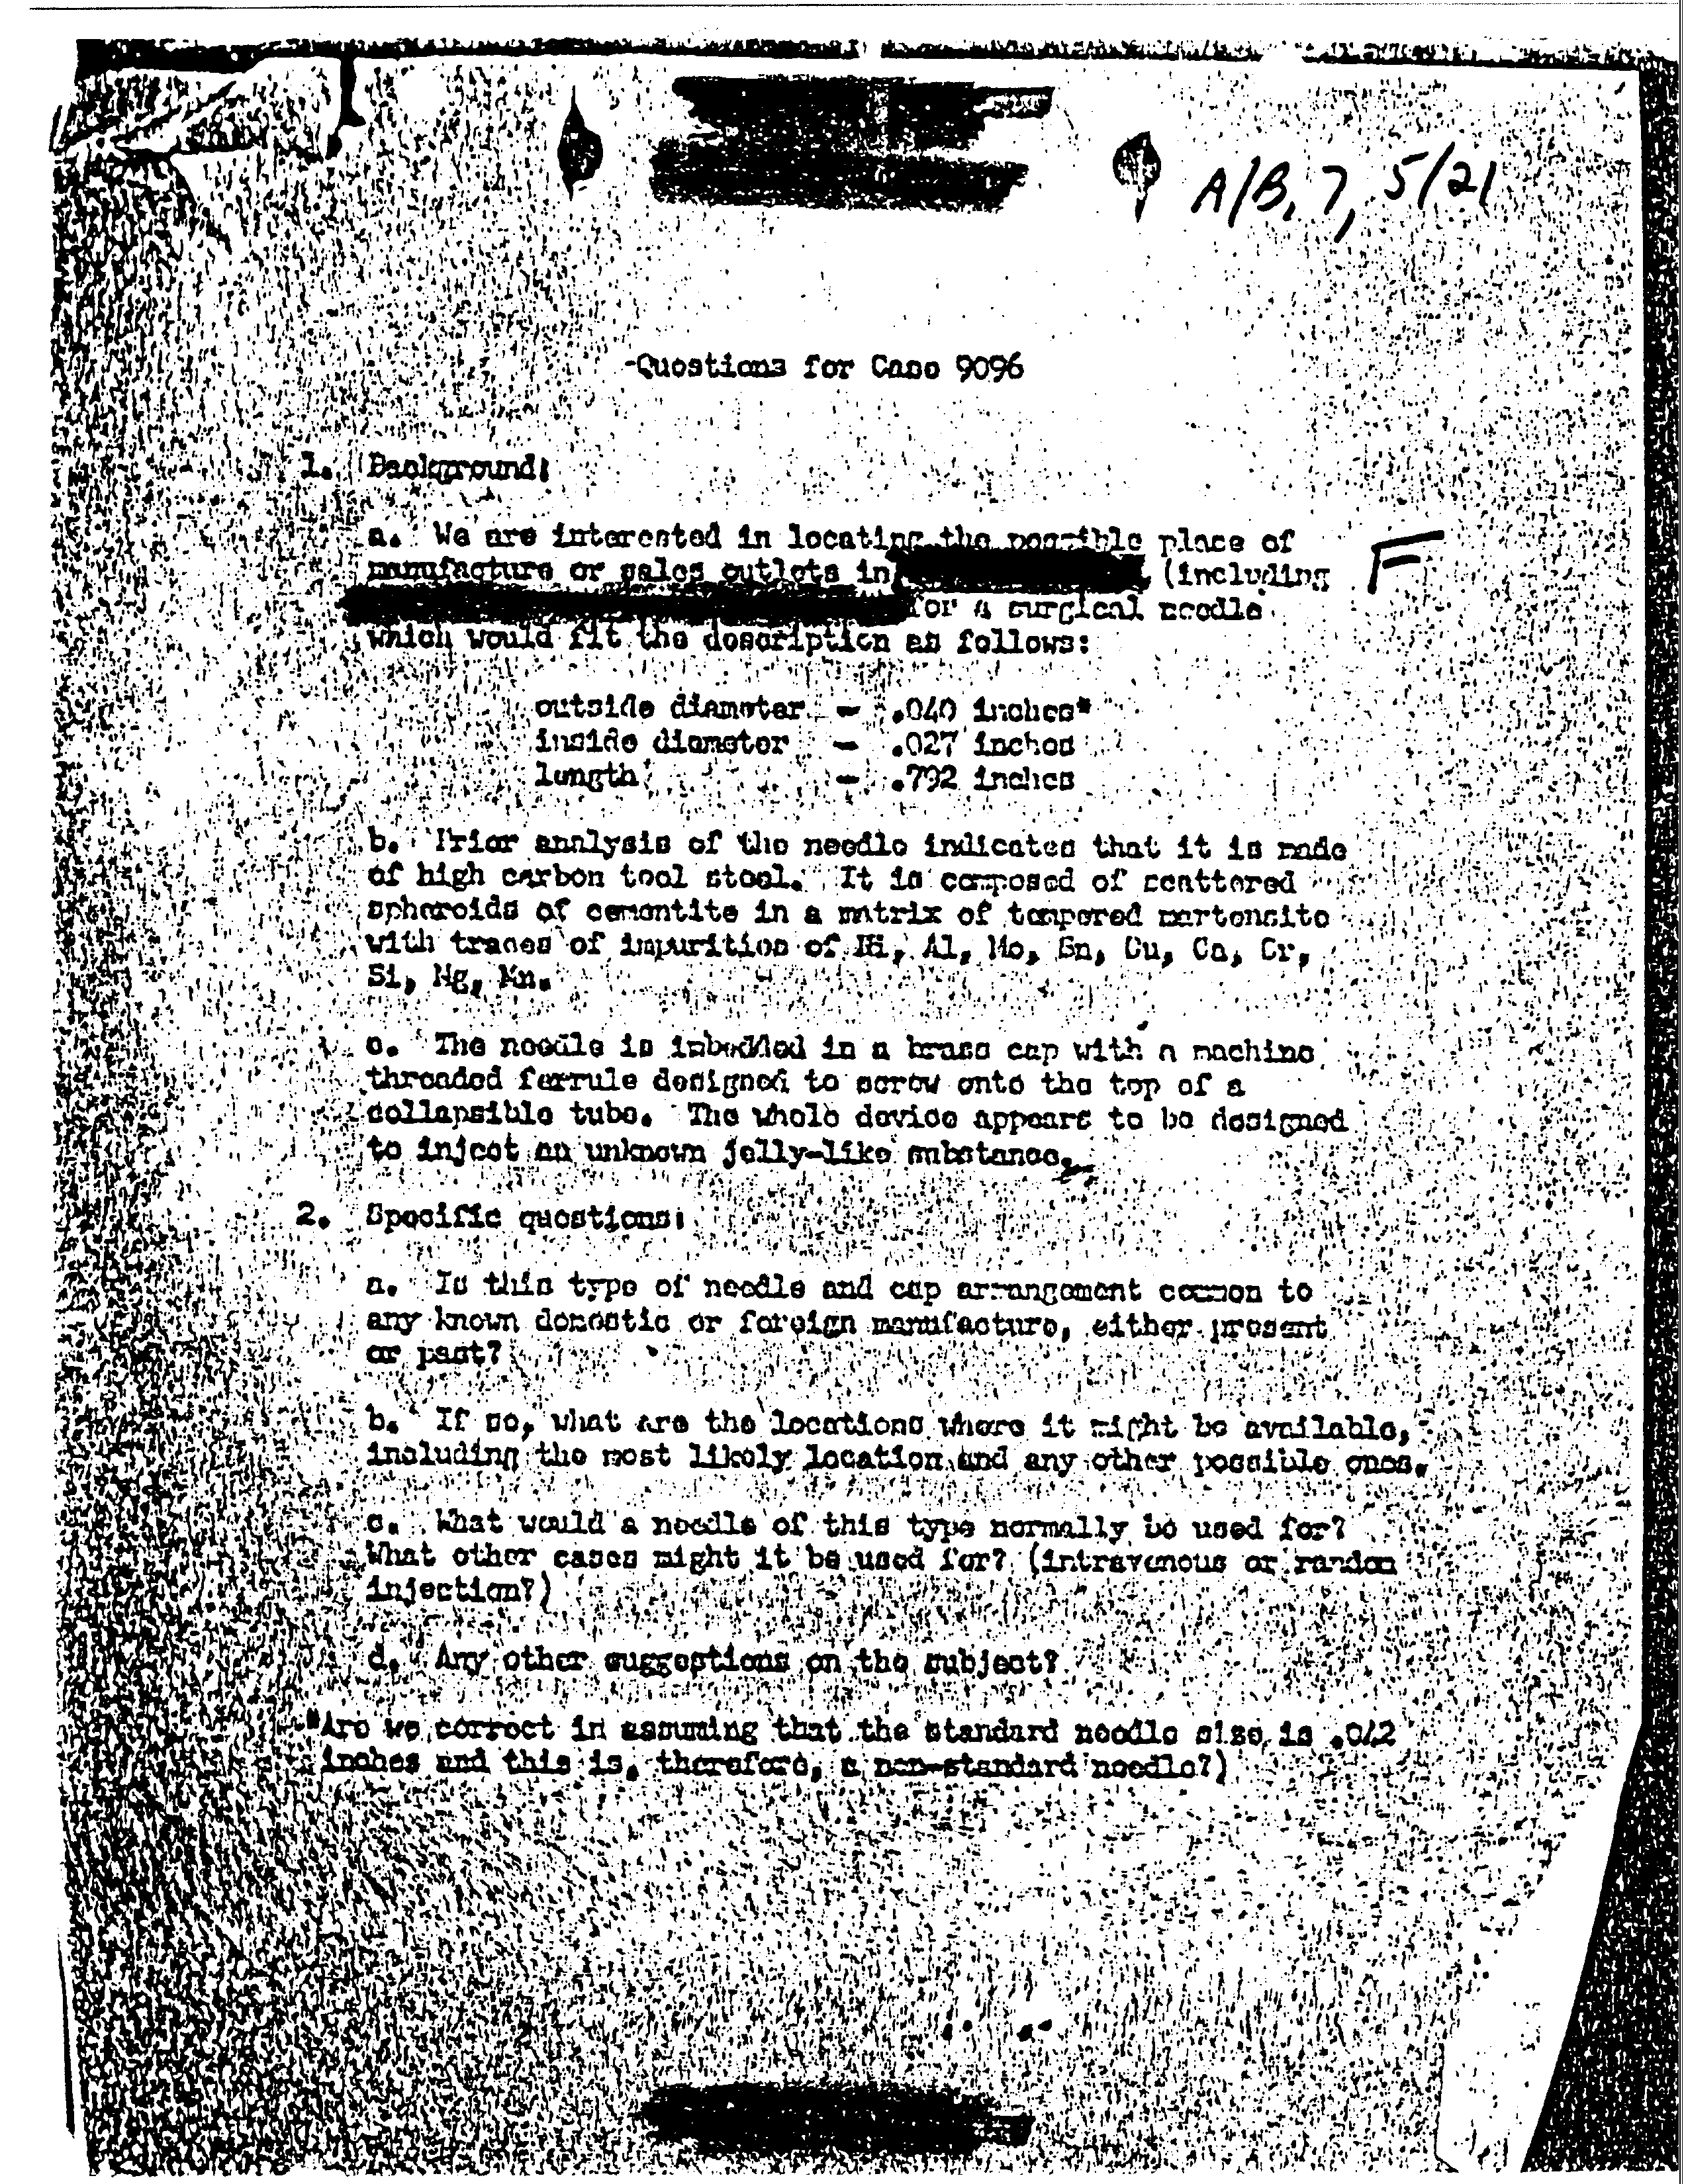 A/B, 7, 5/21
Questions for Case 9096
1. Background:
a. We are interested in locating the possible place of
F
manufacture or sales outlets in (including
for a surgical needle
which would fit the description as follows:
outside diameter - .040 inches*
inside diameter - .027 inches
length - .792 inches
b. Prior analysis of the needle indicates that it is made
of high carbon tool steel. It is composed of scattered
spheroids of cementite in a matrix of tempered martensite
with traces of impurities of Ni, Al, Mo, Sn, Cu, Ca, Cr,
Si, Mg, Mn.
c. The needle is imbedded in a brass cap with a machine
threaded ferrule designed to screw onto the top of a
collapsible tube. The whole device appears to be designed
to inject an unknown jelly-like substance.
2. Specific questions:
a. Is this type of needle and cap arrangement common to
any known domestic or foreign manufacture, either present
or past?
b. If so, what are the locations where it might be available,
including the most likely location and any other possible ones.
c. What would a needle of this type normally be used for?
What other cases might it be used for? (intravenous or random
injection?)
d. Any other suggestions on the subject?
*Are we correct in assuming that the standard needle size is .042
inches and this is, therefore, a non-standard needle?)